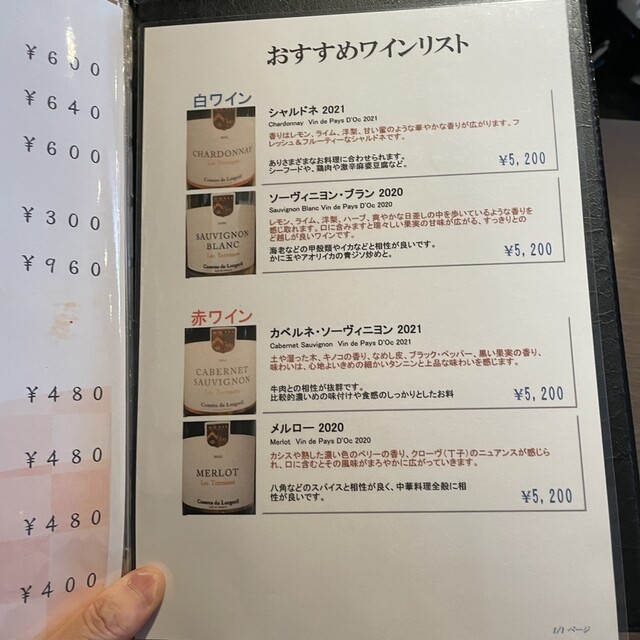 ¥600
¥640
¥600
¥300
¥960
¥480
¥480
¥480
¥400
おすすめワインリスト
白ワイン
CHARDONNAY
Les Terrasses
シャルドネ 2021
Chardonnay Vin de Pays D'Oc 2021
香りはレモン、ライム、洋梨、甘い蜜のような華やかな香りが広がります。フ
レッシュ＆フルーティーなシャルドネです。
ありさまざまなお料理に合わせられます。
シーフードや、鶏肉や激辛麻婆豆腐など。
¥5,200
SAUVIGNON
BLANC
Les Terrasses
ソーヴィニヨン・ブラン 2020
Sauvignon Blanc Vin de Pays D'Oc 2020
レモン、ライム、洋梨、ハーブ、爽やかな日差しの中を歩いているような香りを
感じ取れます。口に含みますと瑞々しい果実の甘味が広がる、すっきりとの
ど越しが良いワインです。
海老などの甲殻類やイカなどと相性が良いです。
かに玉やアオリイカの青ジソ炒めと。
¥5,200
赤ワイン
CABERNET
SAUVIGNON
Les Terrasses
カベルネ・ソーヴィニヨン 2021
Cabernet Sauvignon Vin de Pays D'Oc 2021
土や湿った木、キノコの香り、なめし皮、ブラック・ペッパー、黒い果実の香り、
味わいは、心地よいきめの細かいタンニンと上品な味わいを感じます。
牛肉との相性が抜群です。
比較的濃いめの味付けや食感のしっかりとしたお料
¥5,200
MERLOT
Les Terrasses
メルロー 2020
Merlot Vin de Pays D'Oc 2020
カシスや熟した濃い色のベリーの香り、クローヴ（丁子）のニュアンスが感じら
れ、口に含むとその風味がまろやかに広がっていきます。
八角などのスパイスと相性が良く、中華料理全般に相
性が良いです。
¥5,200
1/1 ページ